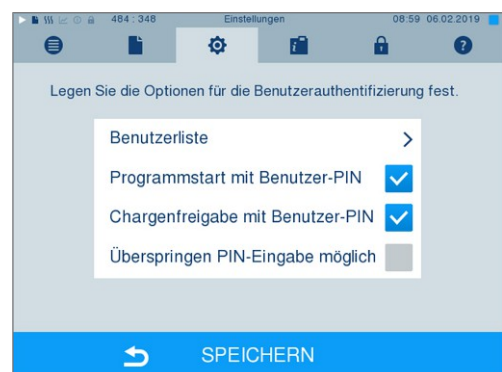 484 : 348 Einstellungen 08:59 06.02.2019
Legen Sie die Optionen für die Benutzerauthentifizierung fest.
Benutzerliste
Programmstart mit Benutzer-PIN
Chargenfreigabe mit Benutzer-PIN
Überspringen PIN-Eingabe möglich
SPEICHERN